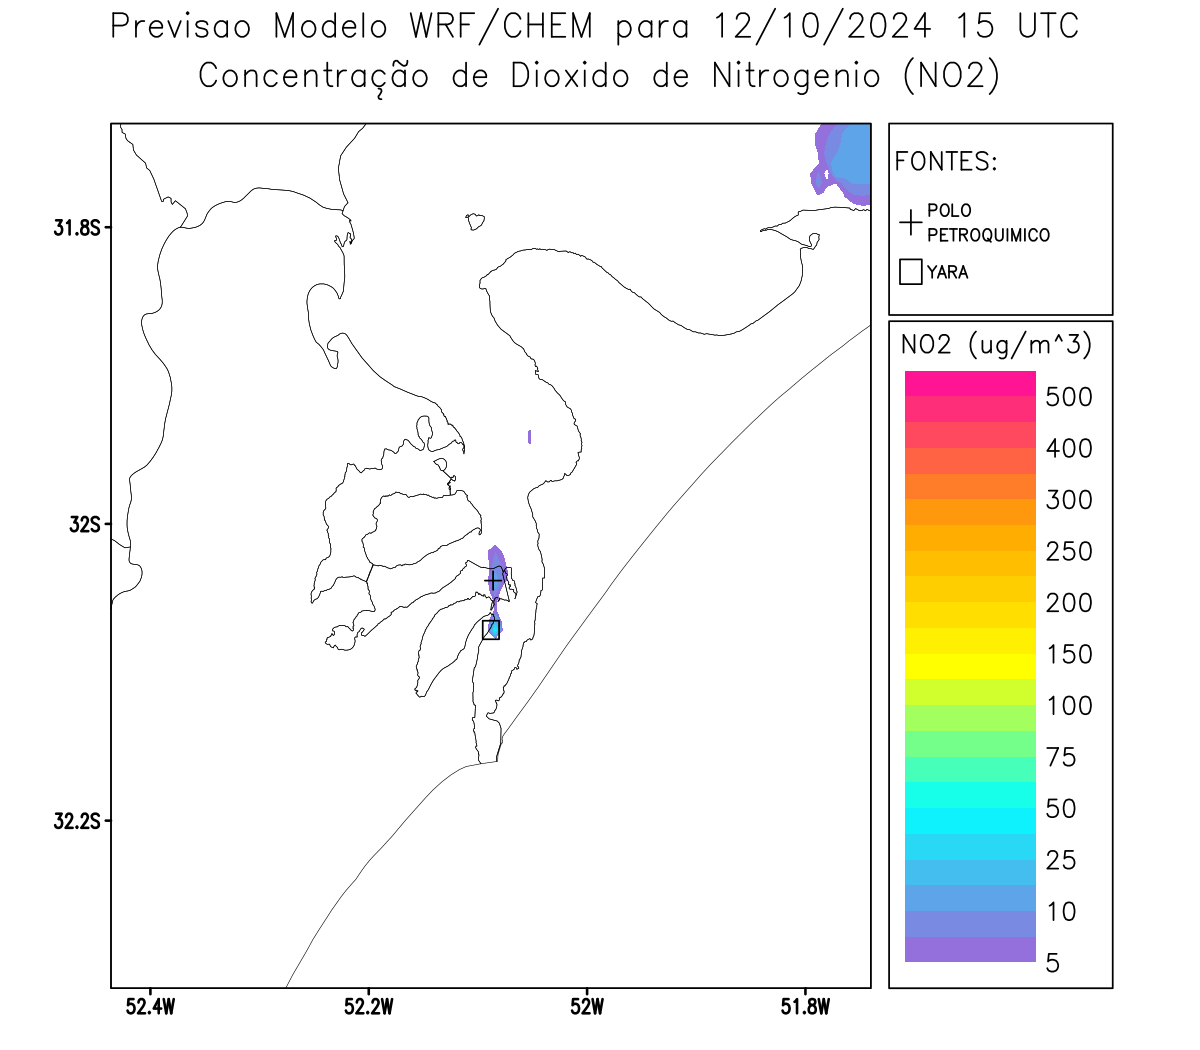 Previsao Modelo WRF/CHEM para 12/10/2024 15 UTC
Concentração de Dioxido de Nitrogenio (NO2)
FONTES:
POLO
PETROQUIMICO
YARA
31.8S
32S
32.2S
52.4W
52.2W
52W
51.8W
NO2 (ug/m^3)
500
400
300
250
200
150
100
75
50
25
10
5